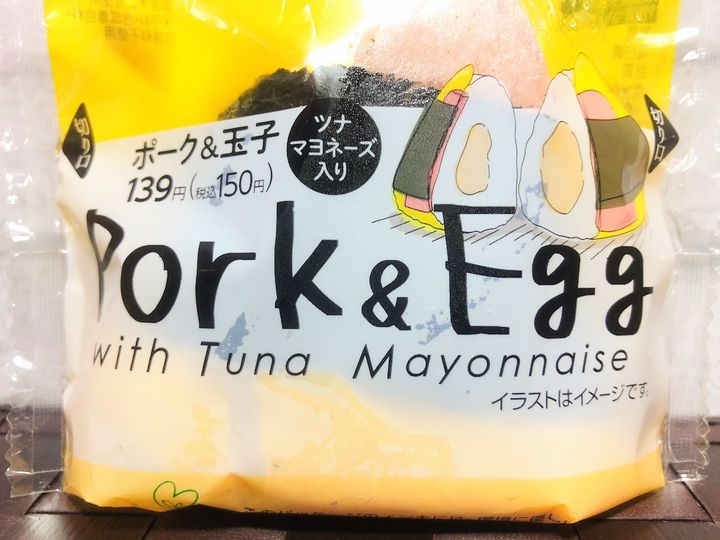 切り口
切り口
ポーク&玉子
139円(税込150円)
ツナ
マヨネーズ
入り
Pork & Egg
with Tuna Mayonnaise
イラストはイメージです。